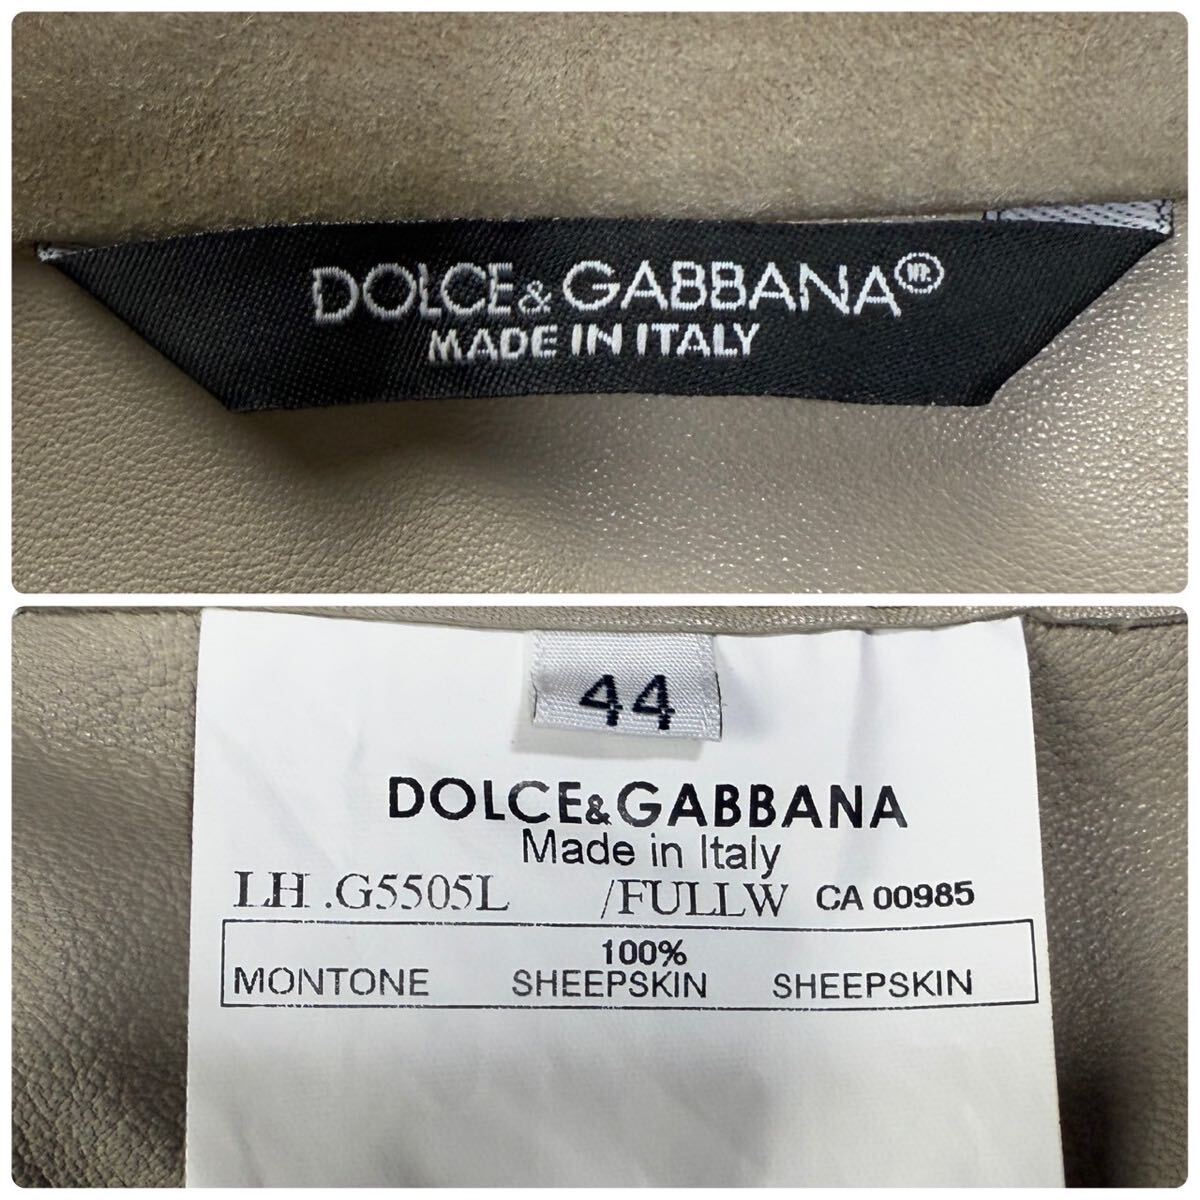 DOLCE&GABBANA
MADE IN ITALY
44
DOLCE&GABBANA
Made in Italy
LH .G5505L /FULLW CA 00985
100%
MONTONE SHEEPSKIN SHEEPSKIN